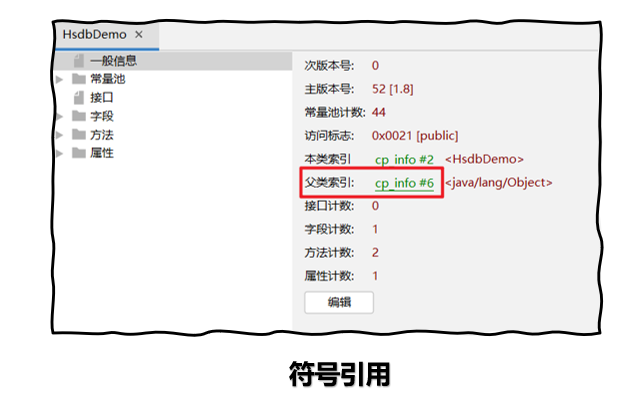 HsdbDemo ×
一般信息
常量池
接口
字段
方法
属性
次版本号: 0
主版本号: 52 [1.8]
常量池计数: 44
访问标志: 0x0021 [public]
本类索引 cp_info #2 <HsdbDemo>
父类索引: cp_info #6 <java/lang/Object>
接口计数: 0
字段计数: 1
方法计数: 2
属性计数: 1
编辑
符号引用